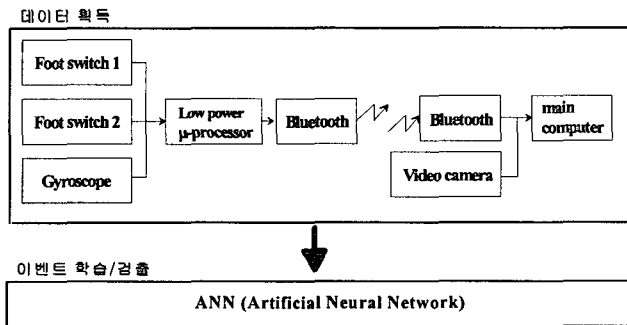 데이터 획득
Foot switch 1
Foot switch 2
Gyroscope
Low power
μ-processor
Bluetooth
Bluetooth
Video camera
main
computer
이벤트 학습/검출
ANN (Artificial Neural Network)